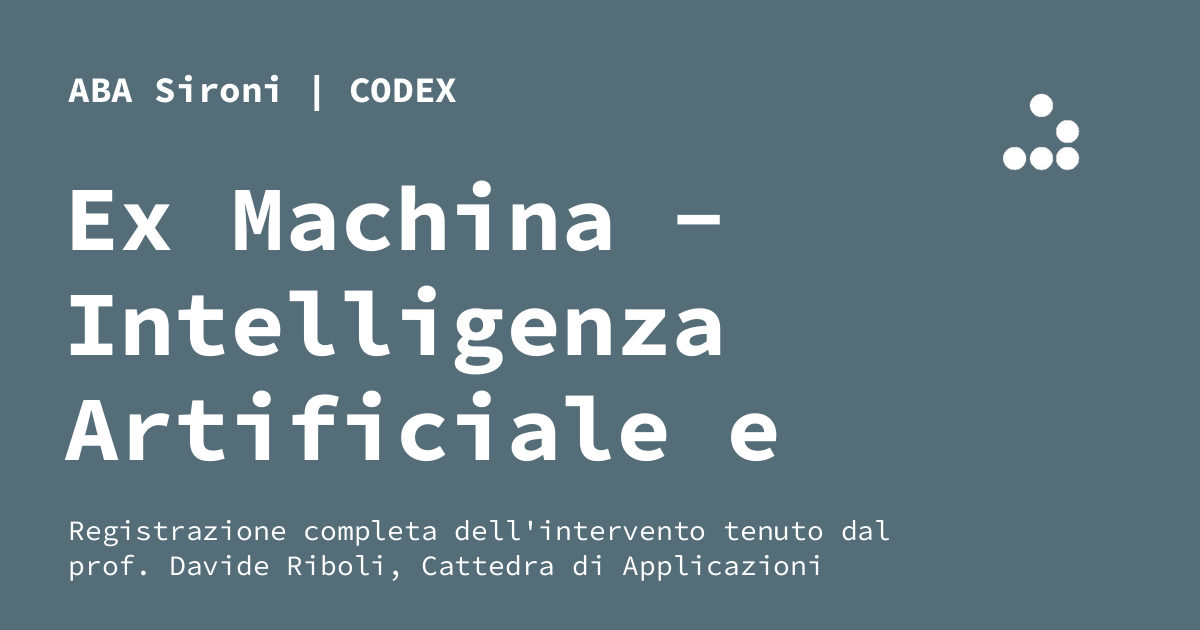 ABA Sironi | CODEX
Ex Machina –
Intelligenza
Artificiale e
Registrazione completa dell'intervento tenuto dal
prof. Davide Riboli, Cattedra di Applicazioni